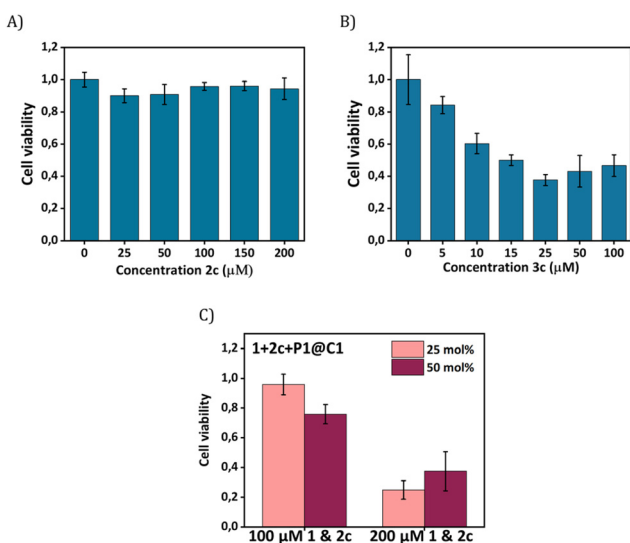 A)
1,2
1,0
0,8
0,6
0,4
0,2
0,0
Cell viability
0 25 50 100 150 200
Concentration 2c (µM)
B)
1,2
1,0
0,8
0,6
0,4
0,2
0,0
Cell viability
0 5 10 15 25 50 100
Concentration 3c (µM)
C)
1+2c+P1@C1
25 mol%
50 mol%
1,2
1,0
0,8
0,6
0,4
0,2
0,0
Cell viability
100 µM 1 & 2c 200 µM 1 & 2c